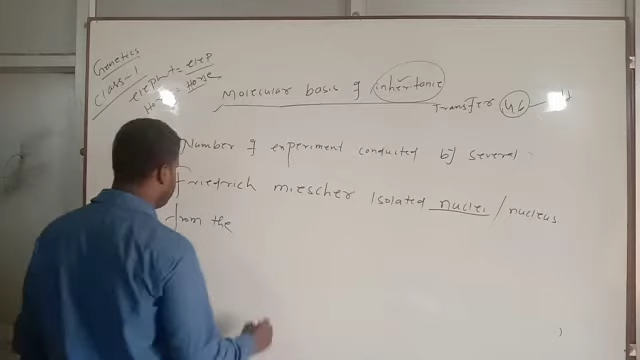 Genetics
Class-1
elephant = elep
Horse = Horse
Molecular basis of inheritance
Transfer
Number of experiment conducted by several
Friedrich miescher Isolated nuclei / nucleus
from the